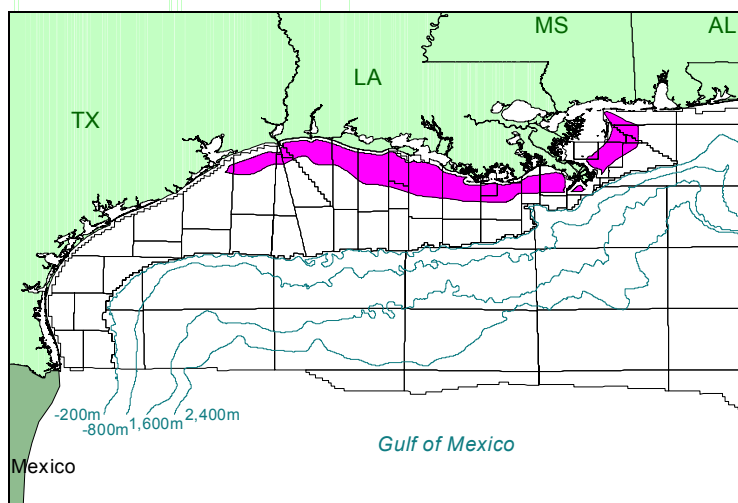 MS
AL
LA
TX
-200m
-800m
1,600m
2,400m
Gulf of Mexico
Mexico